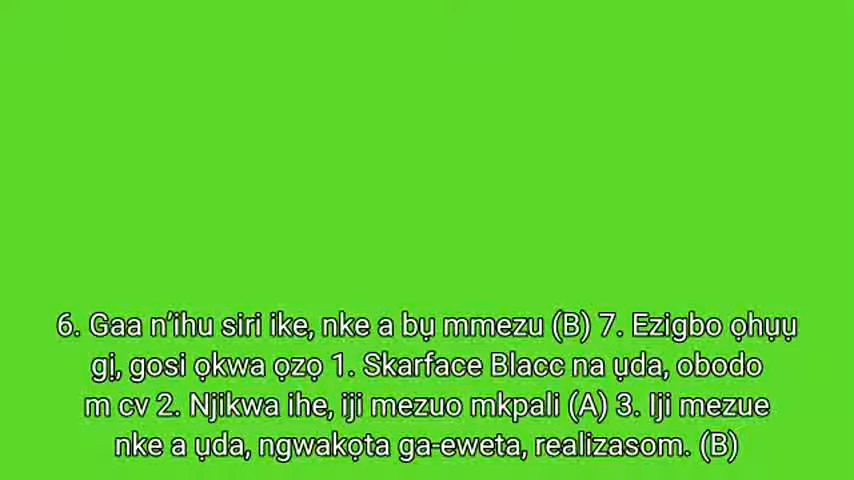 6. Gaa n’ihu siri ike, nke a bụ mmezu (B) 7. Ezigbo ọhụụ
gị, gosi ọkwa ọzọ 1. Skarface Blacc na ụda, obodo
m cv 2. Njikwa ihe, iji mezuo mkpali (A) 3. Iji mezue
nke a ụda, ngwakọta ga-eweta, realizasom. (B)